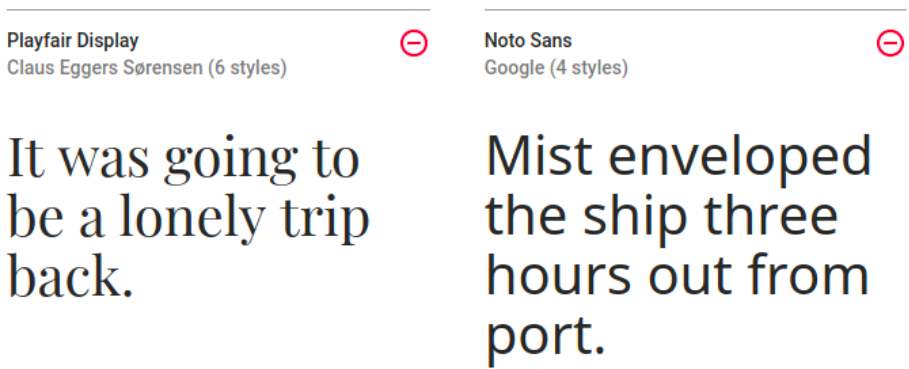 Playfair Display
Claus Eggers Sørensen (6 styles)
It was going to
be a lonely trip
back.
Noto Sans
Google (4 styles)
Mist enveloped
the ship three
hours out from
port.